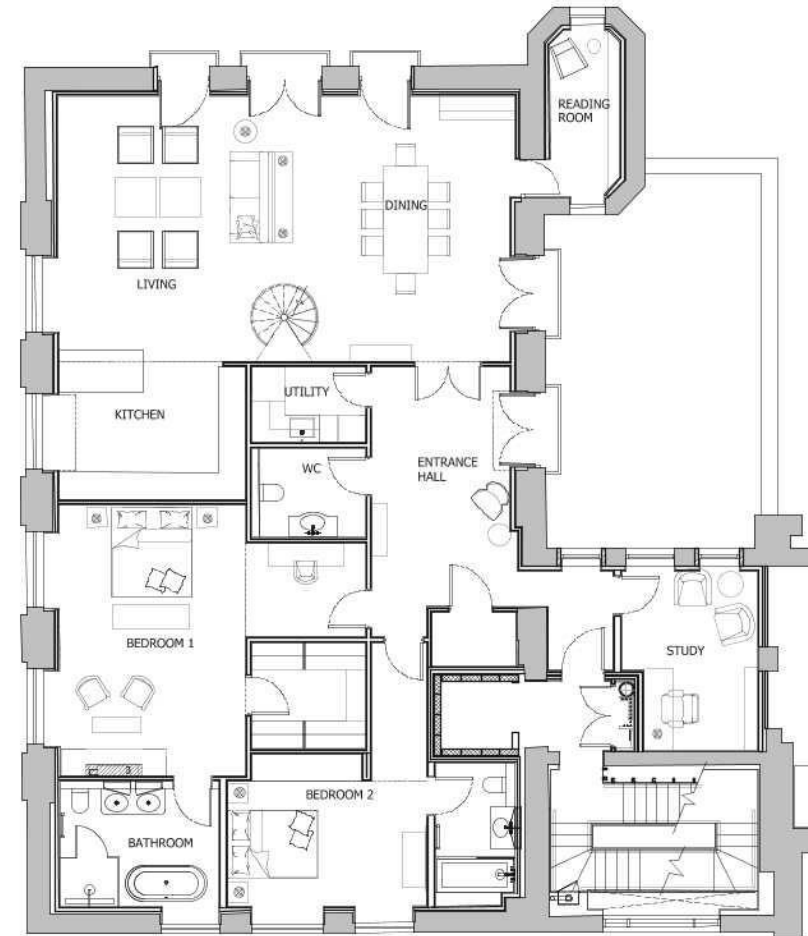 READING
ROOM
DINING
LIVING
UTILITY
KITCHEN
WC
ENTRANCE
HALL
BEDROOM 1
STUDY
BEDROOM 2
BATHROOM